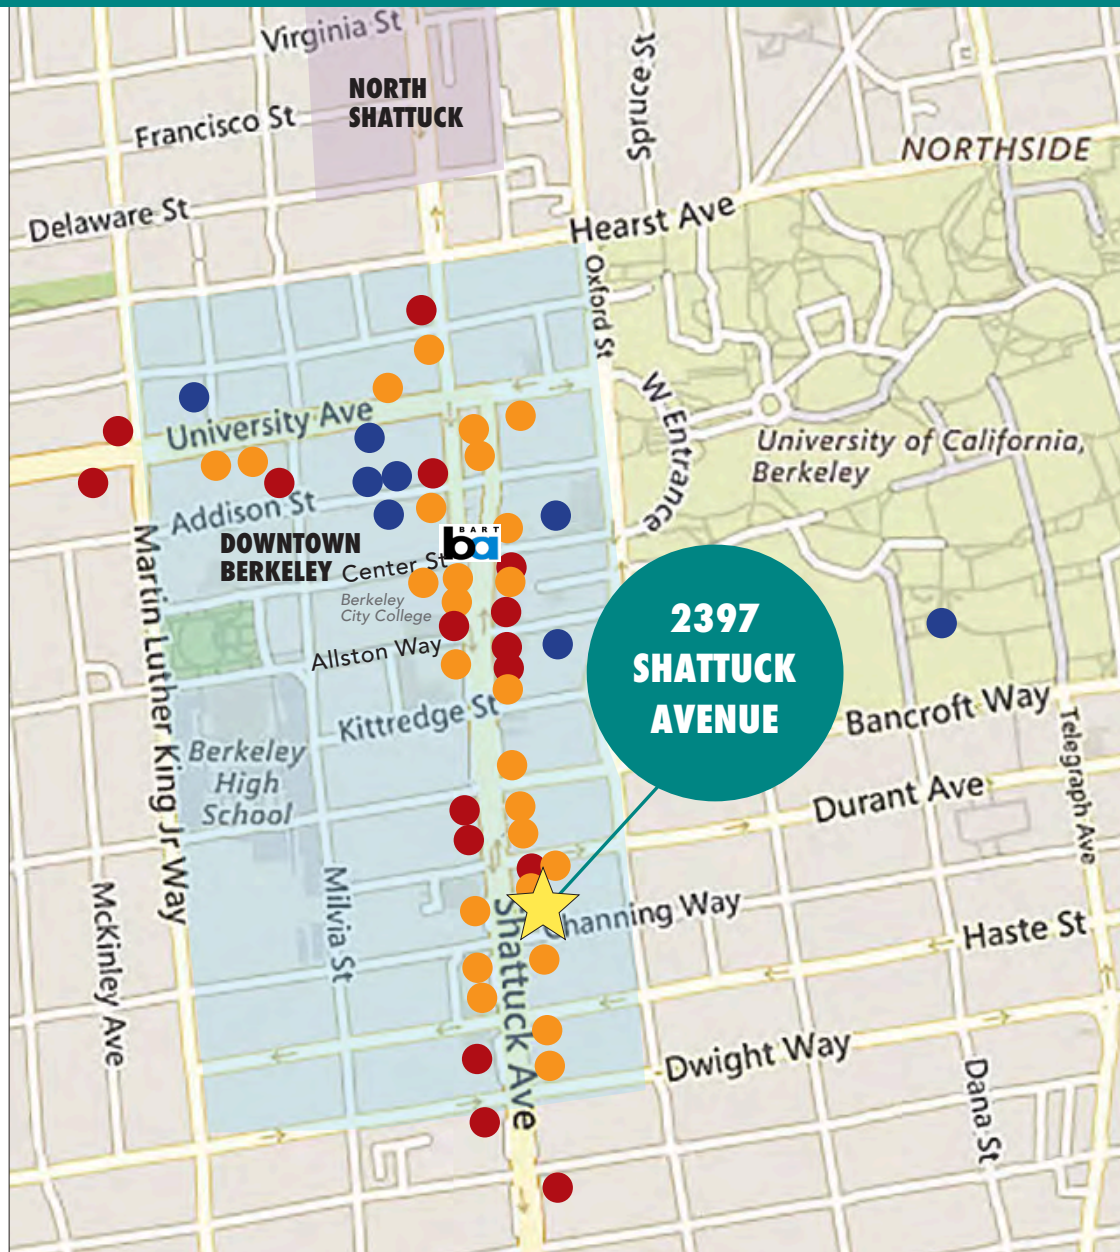 Virginia St
NORTH
SHATTUCK
Spruce St
Francisco St
NORTHSIDE
Delaware St
Hearst Ave
Oxford St
University Ave
W Entrance
University of California,
Berkeley
Addison St
BART
ba
DOWNTOWN
BERKELEY
Center St
Berkeley
City College
Allston Way
Martin Luther King Jr Way
2397
SHATTUCK
AVENUE
Kittredge St
Bancroft Way
Telegraph Ave
Berkeley
High
School
Durant Ave
McKinley Ave
Milvia St
Shattuck Ave
Channing Way
Haste St
Dwight Way
Dana St